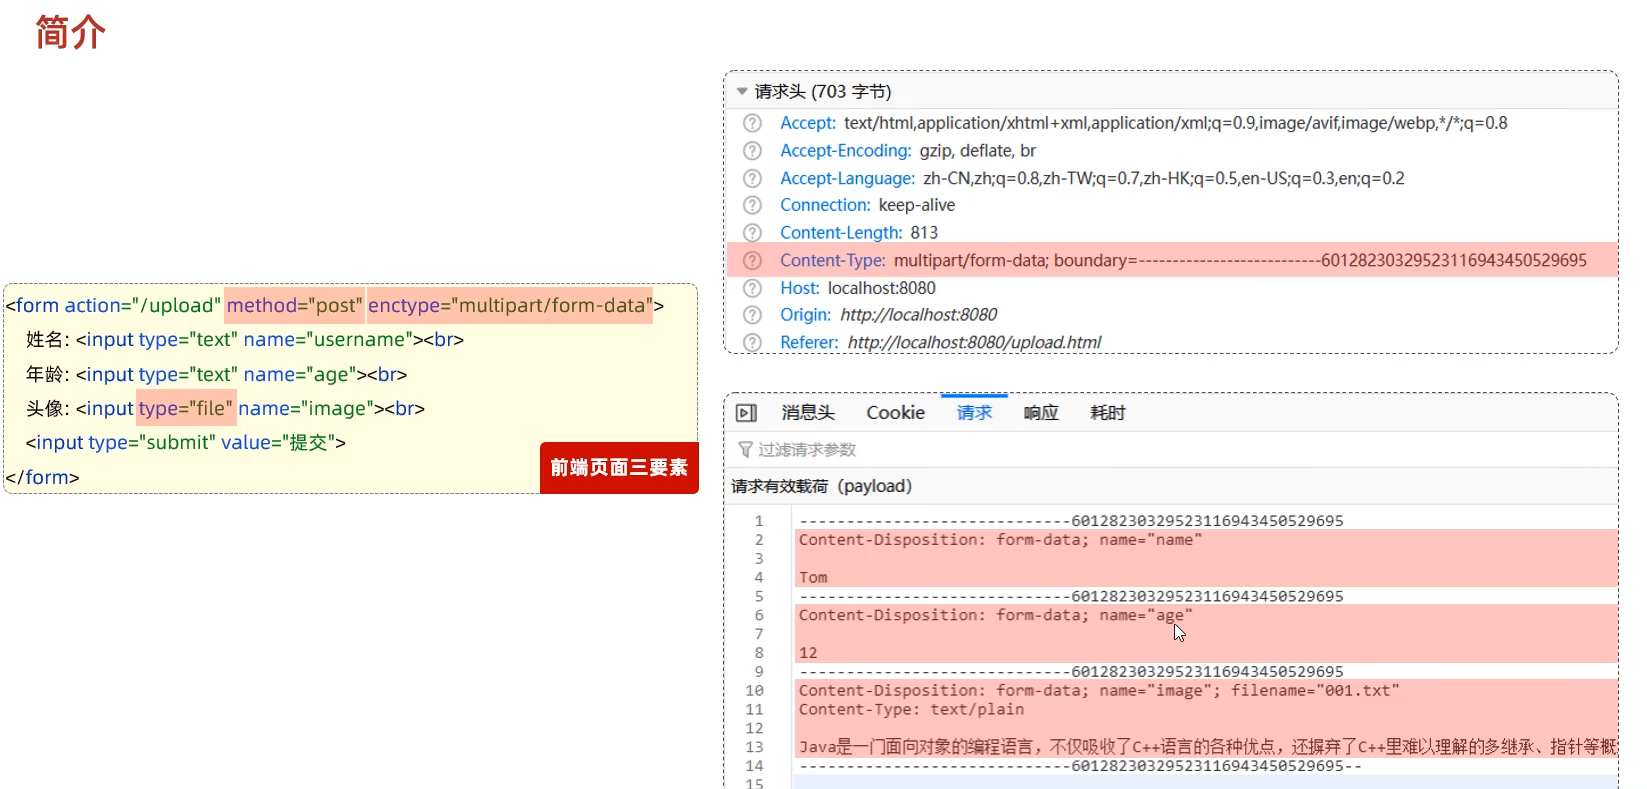 简介
<form action="/upload" method="post" enctype="multipart/form-data">
姓名: <input type="text" name="username"><br>
年龄: <input type="text" name="age"><br>
头像: <input type="file" name="image"><br>
<input type="submit" value="提交">
</form>
前端页面三要素
请求头 (703 字节)
Accept: text/html,application/xhtml+xml,application/xml;q=0.9,image/avif,image/webp,*/*;q=0.8
Accept-Encoding: gzip, deflate, br
Accept-Language: zh-CN,zh;q=0.8,zh-TW;q=0.7,zh-HK;q=0.5,en-US;q=0.3,en;q=0.2
Connection: keep-alive
Content-Length: 813
Content-Type: multipart/form-data; boundary=---------------------------601282303295231169434505​29695
Host: localhost:8080
Origin: http://localhost:8080
Referer: http://localhost:8080/upload.html
消息头 Cookie 请求 响应 耗时
过滤请求参数
请求有效载荷（payload）
1 -----------------------------60128230329523116943450529695
2 Content-Disposition: form-data; name="name"
3
4 Tom
5 -----------------------------60128230329523116943450529695
6 Content-Disposition: form-data; name="age"
7
8 12
9 -----------------------------60128230329523116943450529695
10 Content-Disposition: form-data; name="image"; filename="001.txt"
11 Content-Type: text/plain
12
13 Java是一门面向对象的编程语言，不仅吸收了C++语言的各种优点，还摒弃了C++里难以理解的多继承、指针等概
14 -----------------------------60128230329523116943450529695--
15